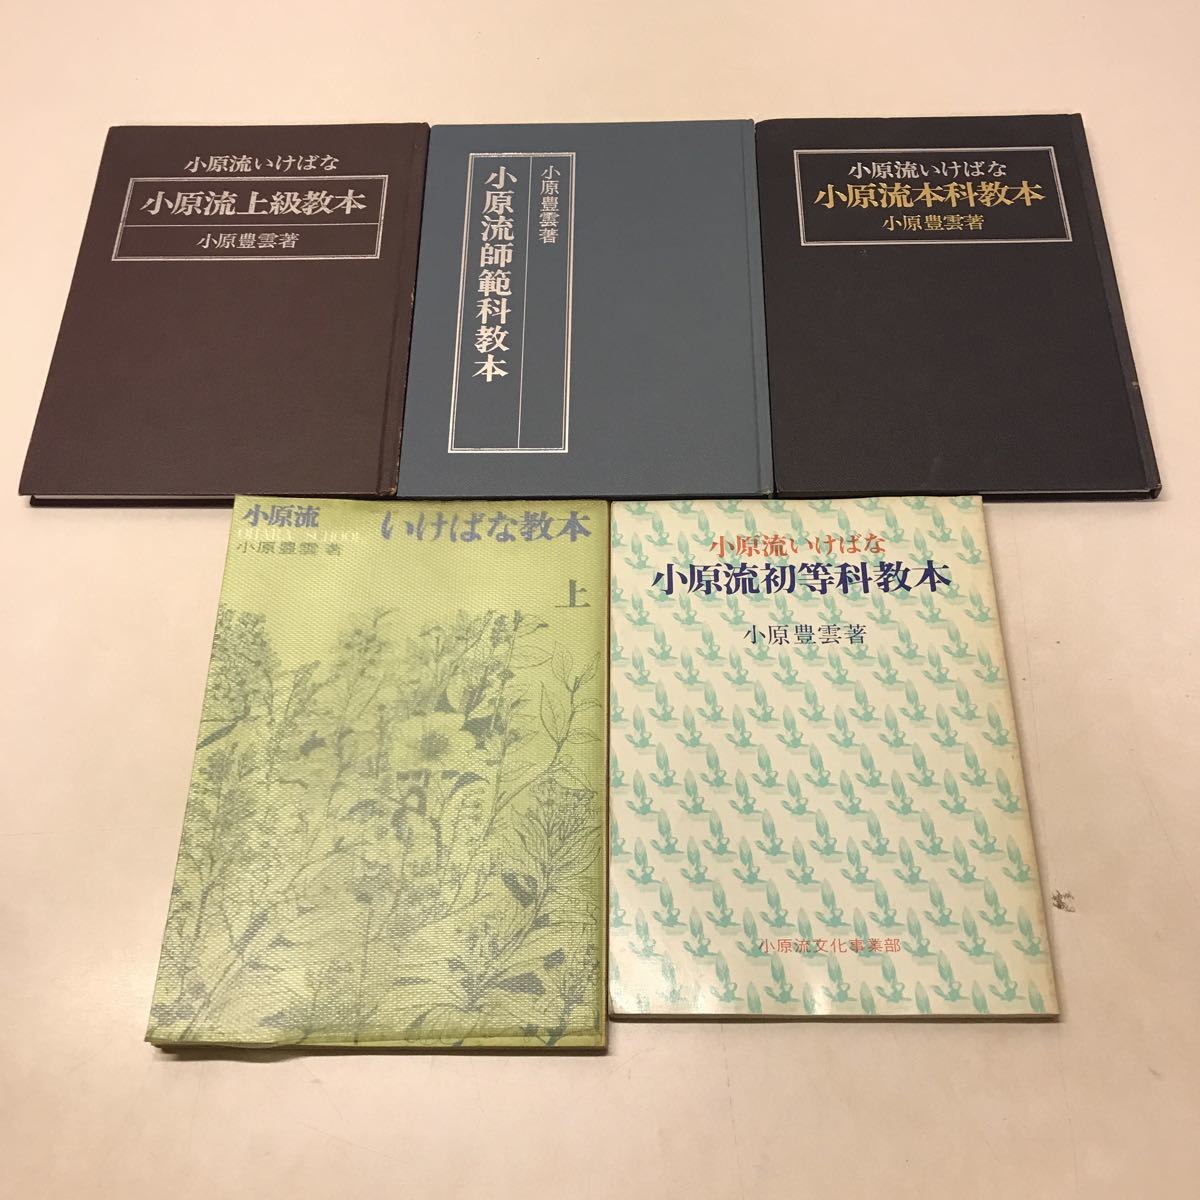 小原流いけばな
小原流上級教本
小原豊雲著
小原豊雲著
小原流師範科教本
小原流いけばな
小原流本科教本
小原豊雲著
小原流
いけばな教本
SCHOOL
小原豊雲著
上
小原流いけばな
小原流初等科教本
小原豊雲著
小原流文化事業部